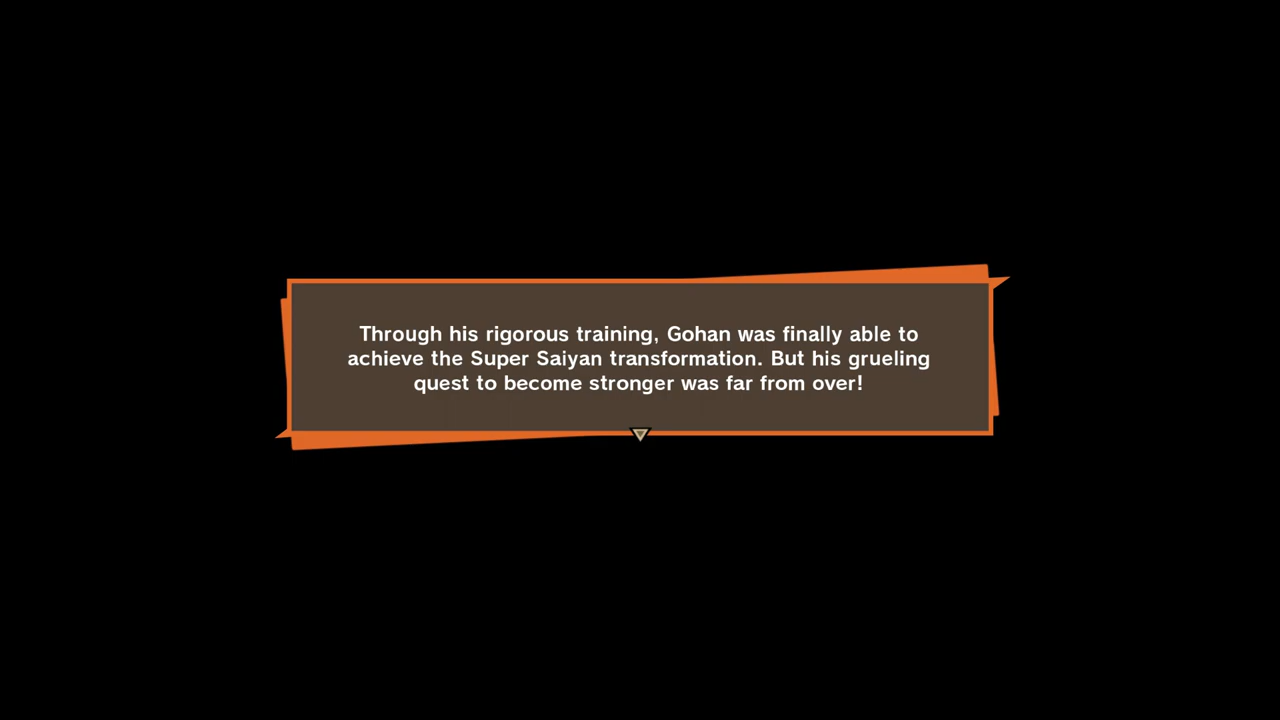 Through his rigorous training, Gohan was finally able to
achieve the Super Saiyan transformation. But his grueling
quest to become stronger was far from over!